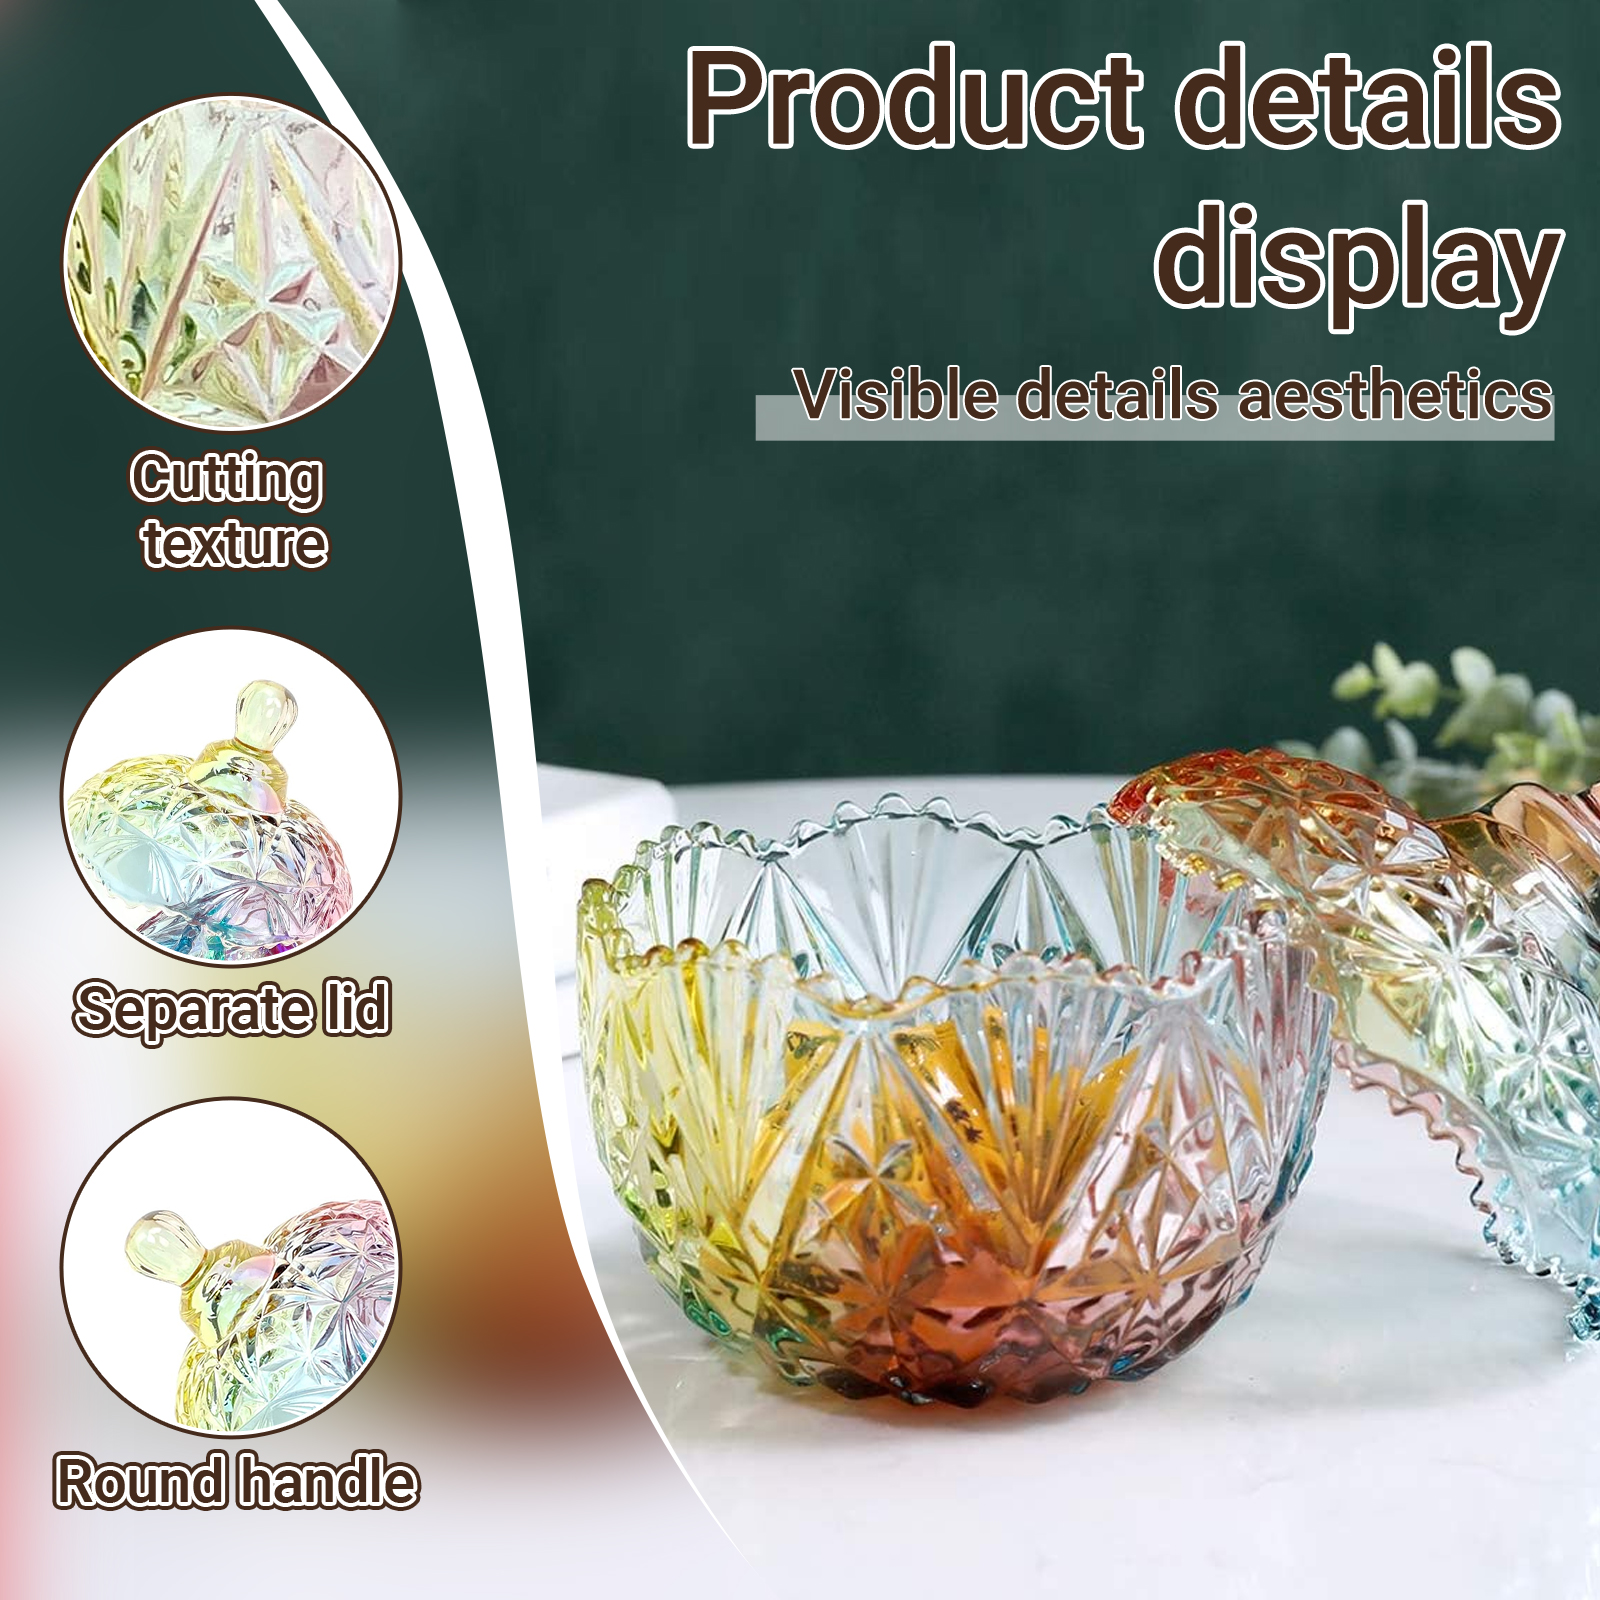 Product details
display
Visible details aesthetics
Cutting
texture
Separate lid
Round handle